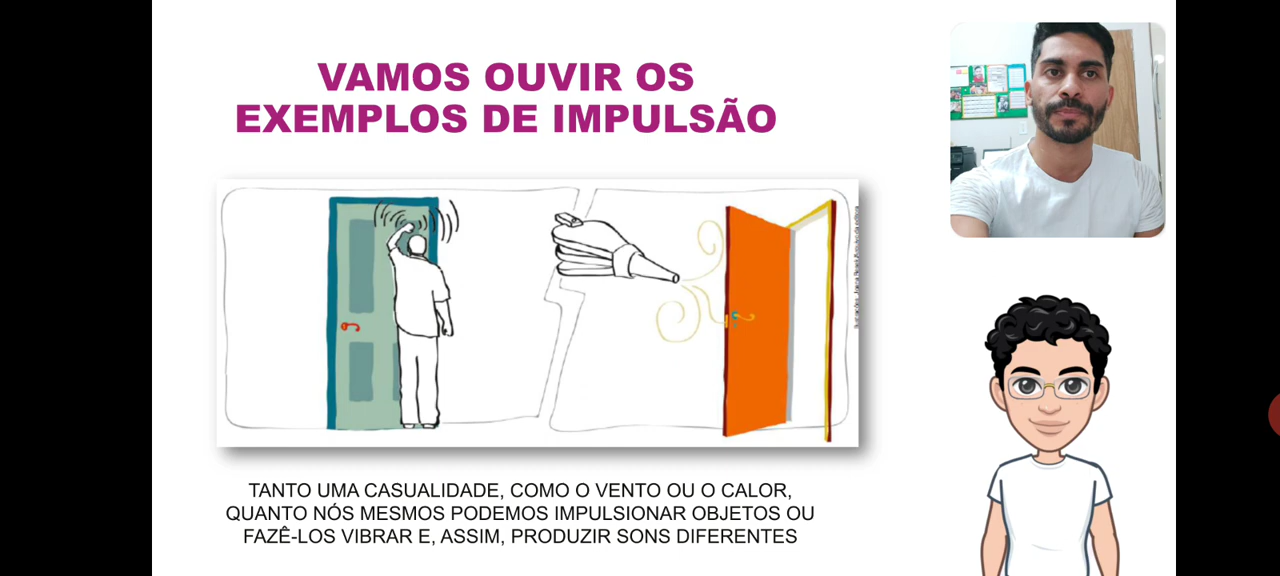 VAMOS OUVIR OS
EXEMPLOS DE IMPULSÃO
TANTO UMA CASUALIDADE, COMO O VENTO OU O CALOR,
QUANTO NÓS MESMOS PODEMOS IMPULSIONAR OBJETOS OU
FAZÊ-LOS VIBRAR E, ASSIM, PRODUZIR SONS DIFERENTES